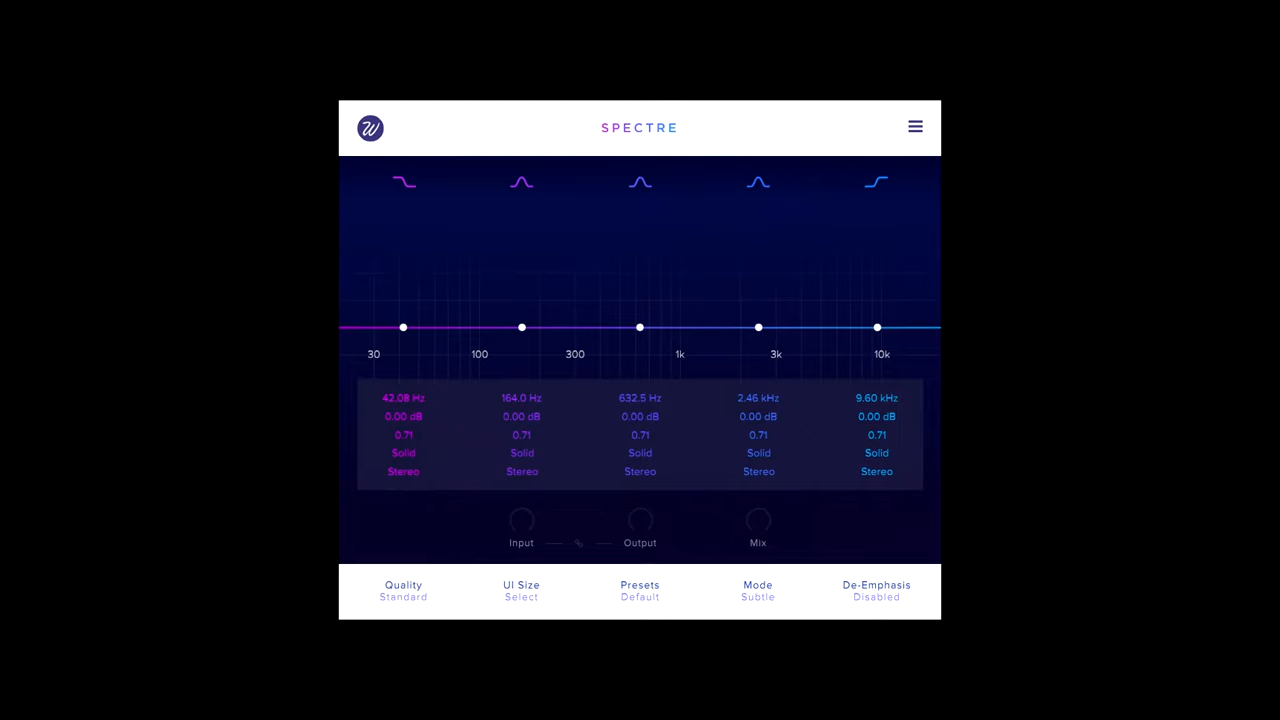 W
SPECTRE
30 100 300 1k 3k 10k
42.08 Hz 164.0 Hz 632.5 Hz 2.46 kHz 9.60 kHz
0.00 dB 0.00 dB 0.00 dB 0.00 dB 0.00 dB
0.71 0.71 0.71 0.71 0.71
Solid Solid Solid Solid Solid
Stereo Stereo Stereo Stereo Stereo
Input Output Mix
Quality UI Size Presets Mode De-Emphasis
Standard Select Default Subtle Disabled